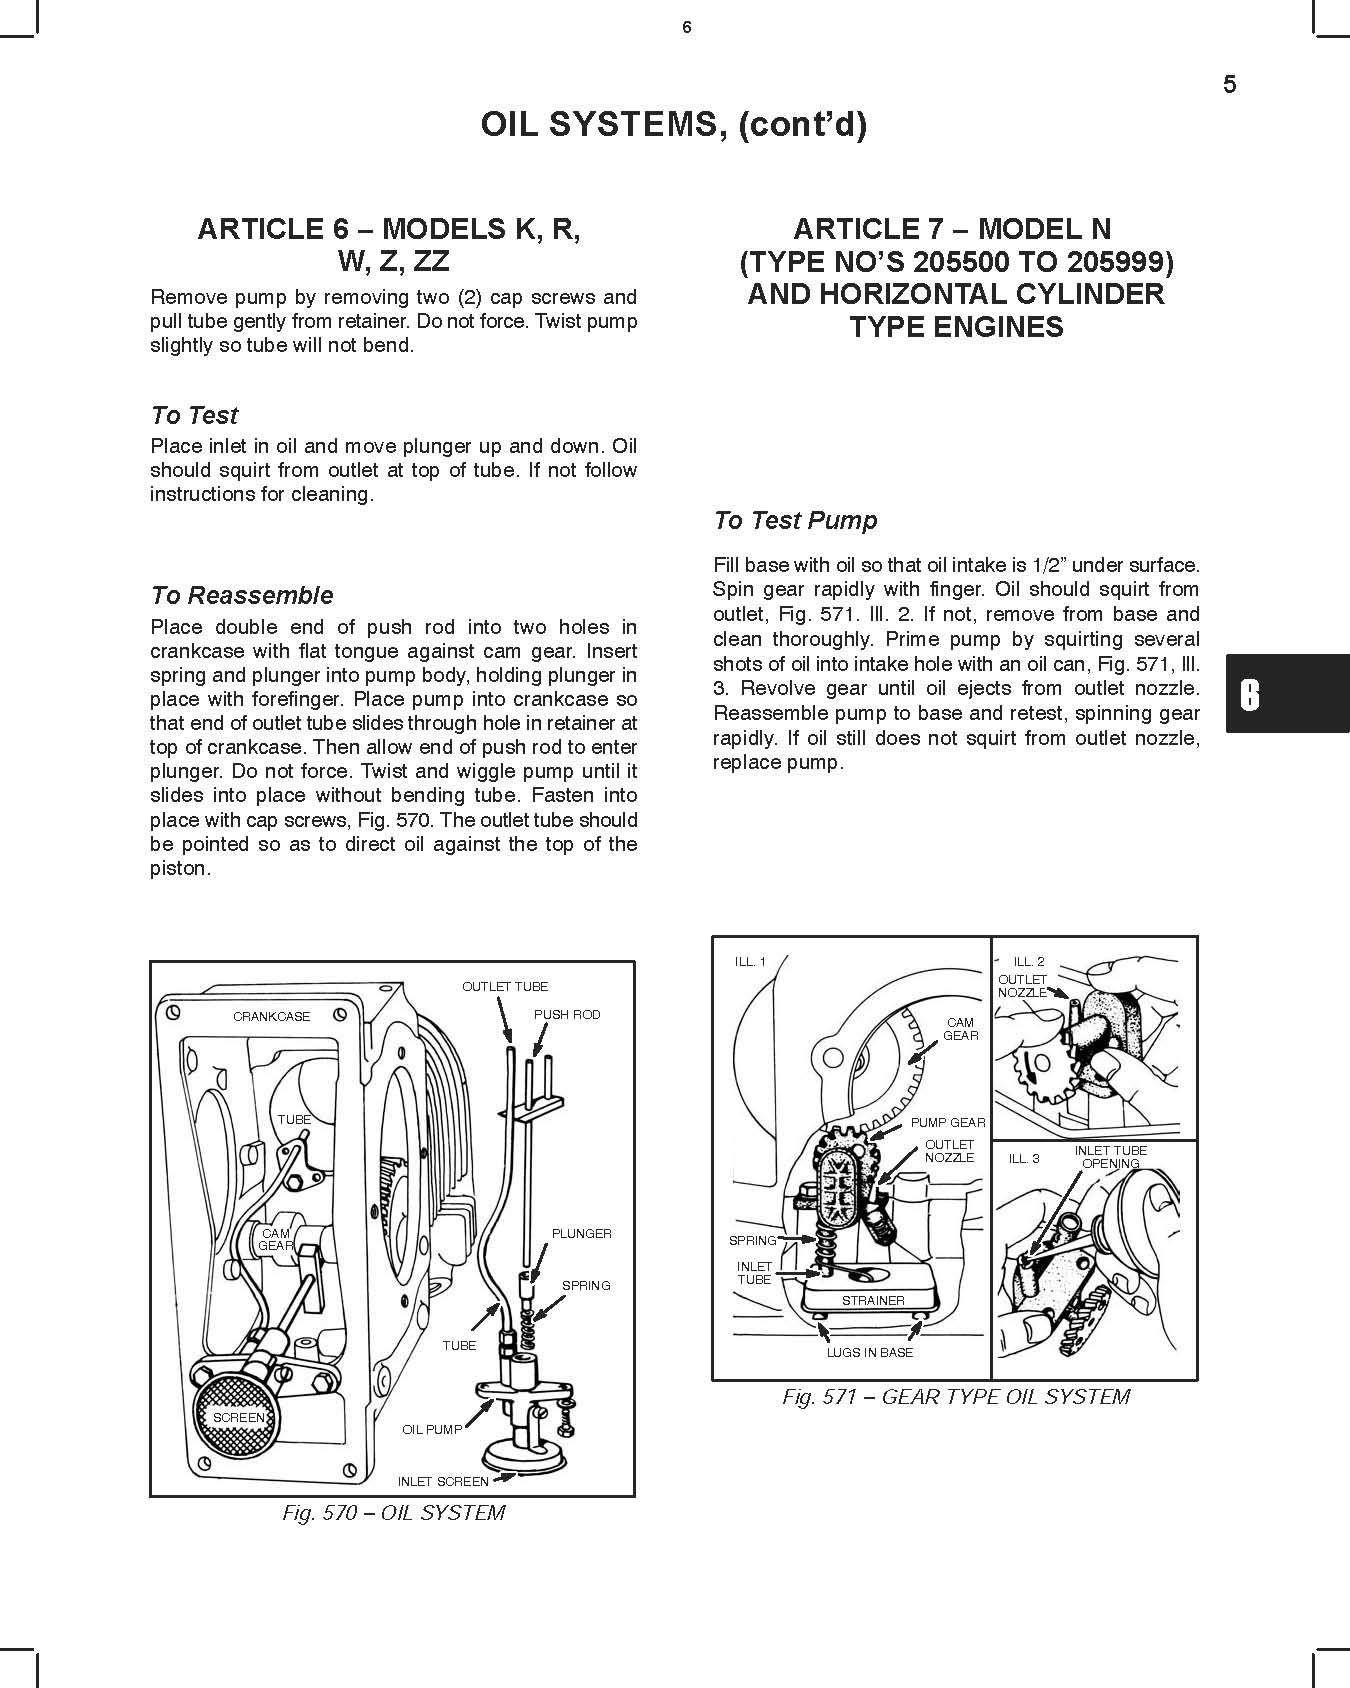 6
5
OIL SYSTEMS, (cont’d)
ARTICLE 6 – MODELS K, R,
W, Z, ZZ
Remove pump by removing two (2) cap screws and
pull tube gently from retainer. Do not force. Twist pump
slightly so tube will not bend.
To Test
Place inlet in oil and move plunger up and down. Oil
should squirt from outlet at top of tube. If not follow
instructions for cleaning.
To Reassemble
Place double end of push rod into two holes in
crankcase with flat tongue against cam gear. Insert
spring and plunger into pump body, holding plunger in
place with forefinger. Place pump into crankcase so
that end of outlet tube slides through hole in retainer at
top of crankcase. Then allow end of push rod to enter
plunger. Do not force. Twist and wiggle pump until it
slides into place without bending tube. Fasten into
place with cap screws, Fig. 570. The outlet tube should
be pointed so as to direct oil against the top of the
piston.
OUTLET TUBE
PUSH ROD
CRANKCASE
TUBE
CAM
GEAR
PLUNGER
SPRING
TUBE
SCREEN
OIL PUMP
INLET SCREEN
Fig. 570 – OIL SYSTEM
ARTICLE 7 – MODEL N
(TYPE NO’S 205500 TO 205999)
AND HORIZONTAL CYLINDER
TYPE ENGINES
To Test Pump
Fill base with oil so that oil intake is 1/2” under surface.
Spin gear rapidly with finger. Oil should squirt from
outlet, Fig. 571. Ill. 2. If not, remove from base and
clean thoroughly. Prime pump by squirting several
shots of oil into intake hole with an oil can, Fig. 571, Ill.
3. Revolve gear until oil ejects from outlet nozzle.
Reassemble pump to base and retest, spinning gear
rapidly. If oil still does not squirt from outlet nozzle,
replace pump.
6
ILL. 1
CAM
GEAR
PUMP GEAR
OUTLET
NOZZLE
SPRING
INLET
TUBE
STRAINER
LUGS IN BASE
ILL. 2
OUTLET
NOZZLE
ILL. 3
INLET TUBE
OPENING
Fig. 571 – GEAR TYPE OIL SYSTEM